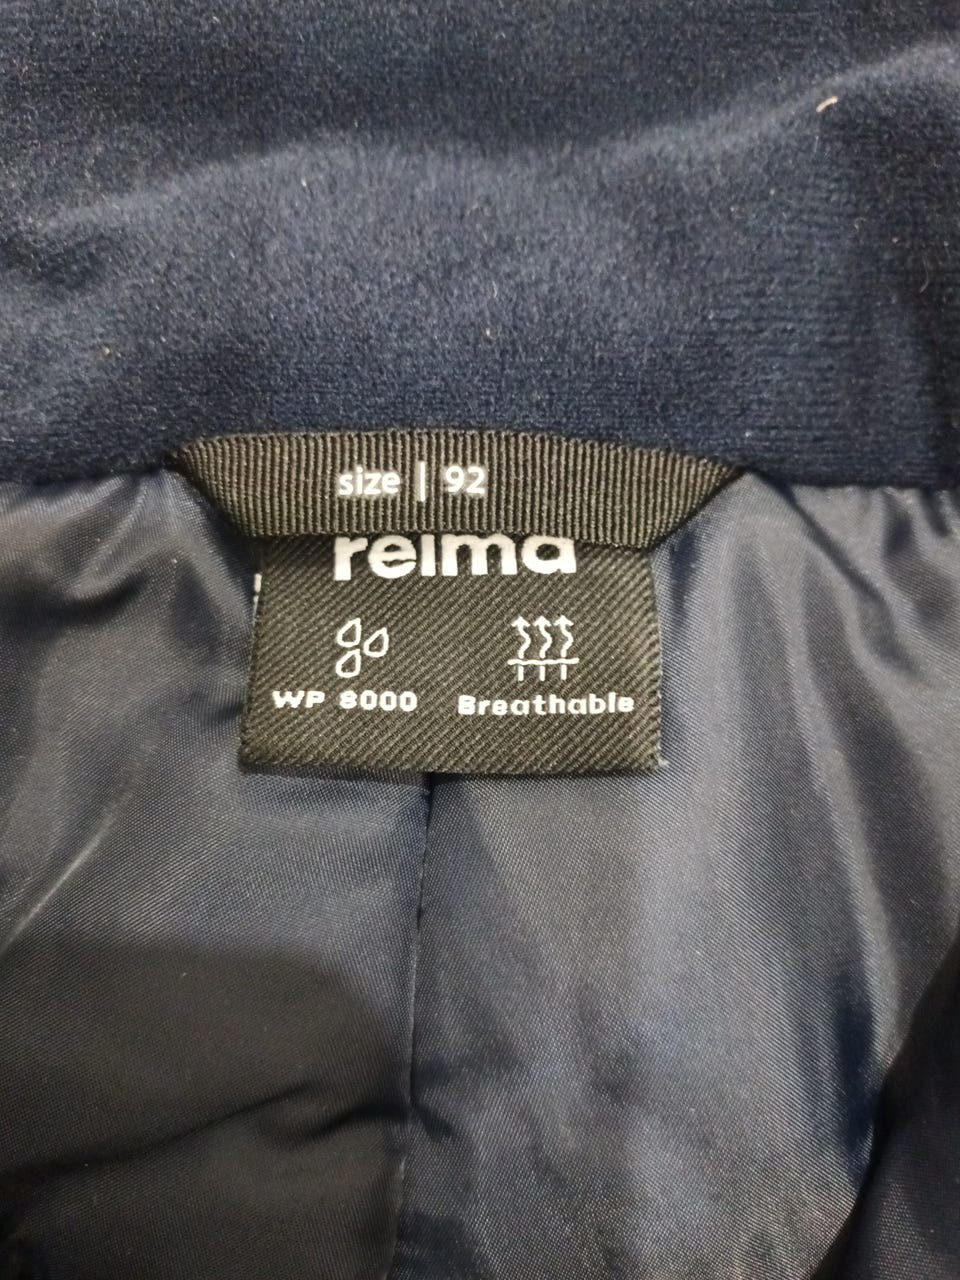 size | 92
reima
WP 8000
Breathable